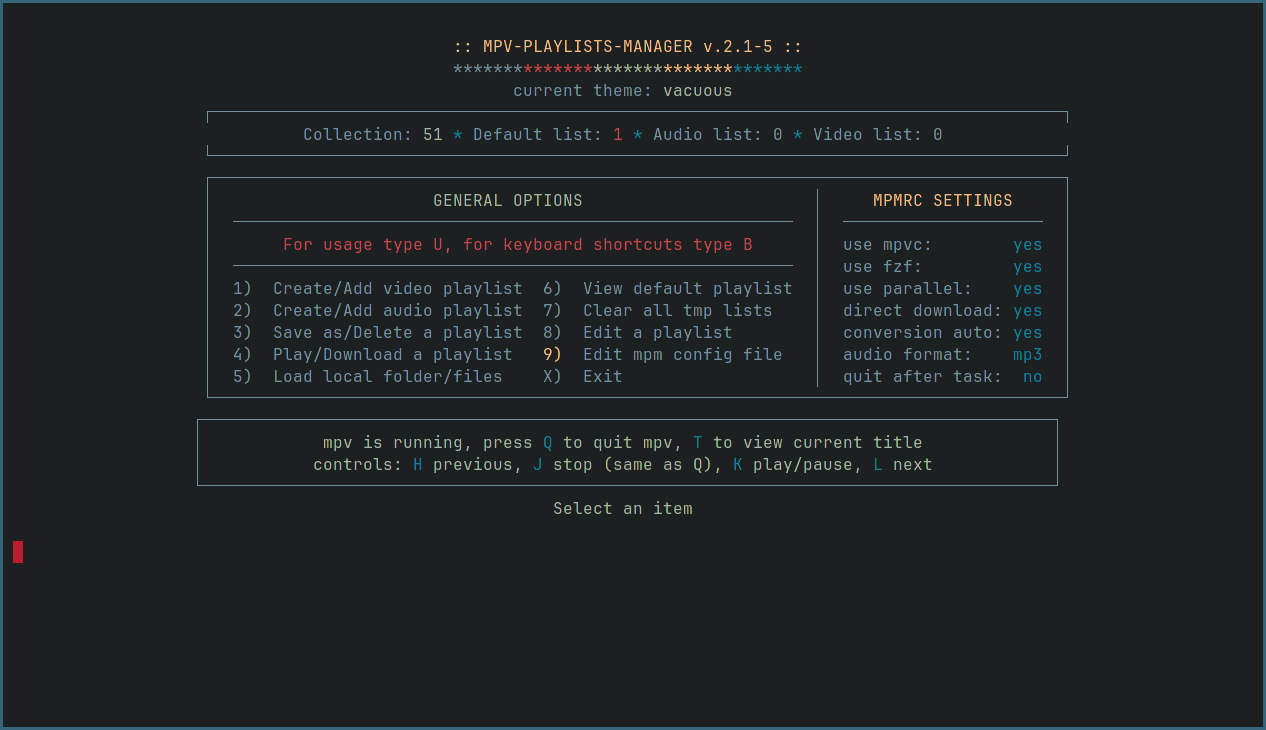 :: MPV-PLAYLISTS-MANAGER v.2.1-5 ::
***********************************
current theme: vacuous
Collection: 51 * Default list: 1 * Audio list: 0 * Video list: 0
GENERAL OPTIONS
For usage type U, for keyboard shortcuts type B
1) Create/Add video playlist 6) View default playlist
2) Create/Add audio playlist 7) Clear all tmp lists
3) Save as/Delete a playlist 8) Edit a playlist
4) Play/Download a playlist 9) Edit mpm config file
5) Load local folder/files X) Exit
MPMRC SETTINGS
use mpvc: yes
use fzf: yes
use parallel: yes
direct download: yes
conversion auto: yes
audio format: mp3
quit after task: no
mpv is running, press Q to quit mpv, T to view current title
controls: H previous, J stop (same as Q), K play/pause, L next
Select an item